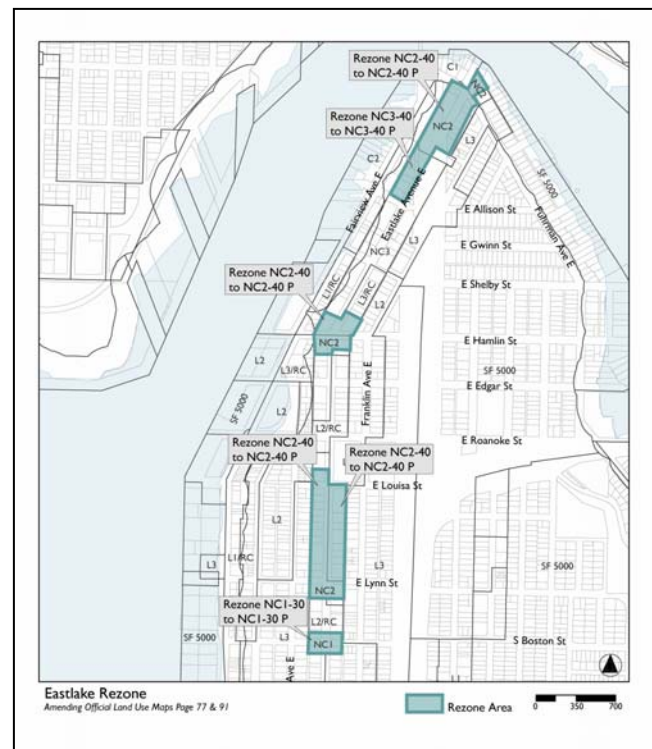 Rezone NC2-40
to NC2-40 P
C1
NC2
Rezone NC3-40
to NC3-40 P
NC2
L3
C2
SF 5000
Fairview Ave E
Eastlake Avenue E
E Allison St
Fuhrman Ave E
L3
E Gwinn St
NC3
Rezone NC2-40
to NC2-40 P
L1/RC
L3/RC
L2
E Shelby St
NC2
E Hamlin St
L2
L3/RC
Franklin Ave E
SF 5000
E Edgar St
SF 5000
L2
L2/RC
E Roanoke St
Rezone NC2-40
to NC2-40 P
Rezone NC2-40
to NC2-40 P
E Louisa St
L2
L1/RC
L3
L3
SF 5000
E Lynn St
NC2
Rezone NC1-30
to NC1-30 P
L2/RC
SF 5000
L3
NC1
S Boston St
Ave E
L1
Eastlake Rezone
Amending Official Land Use Maps Page 77 & 91
Rezone Area
0 350 700